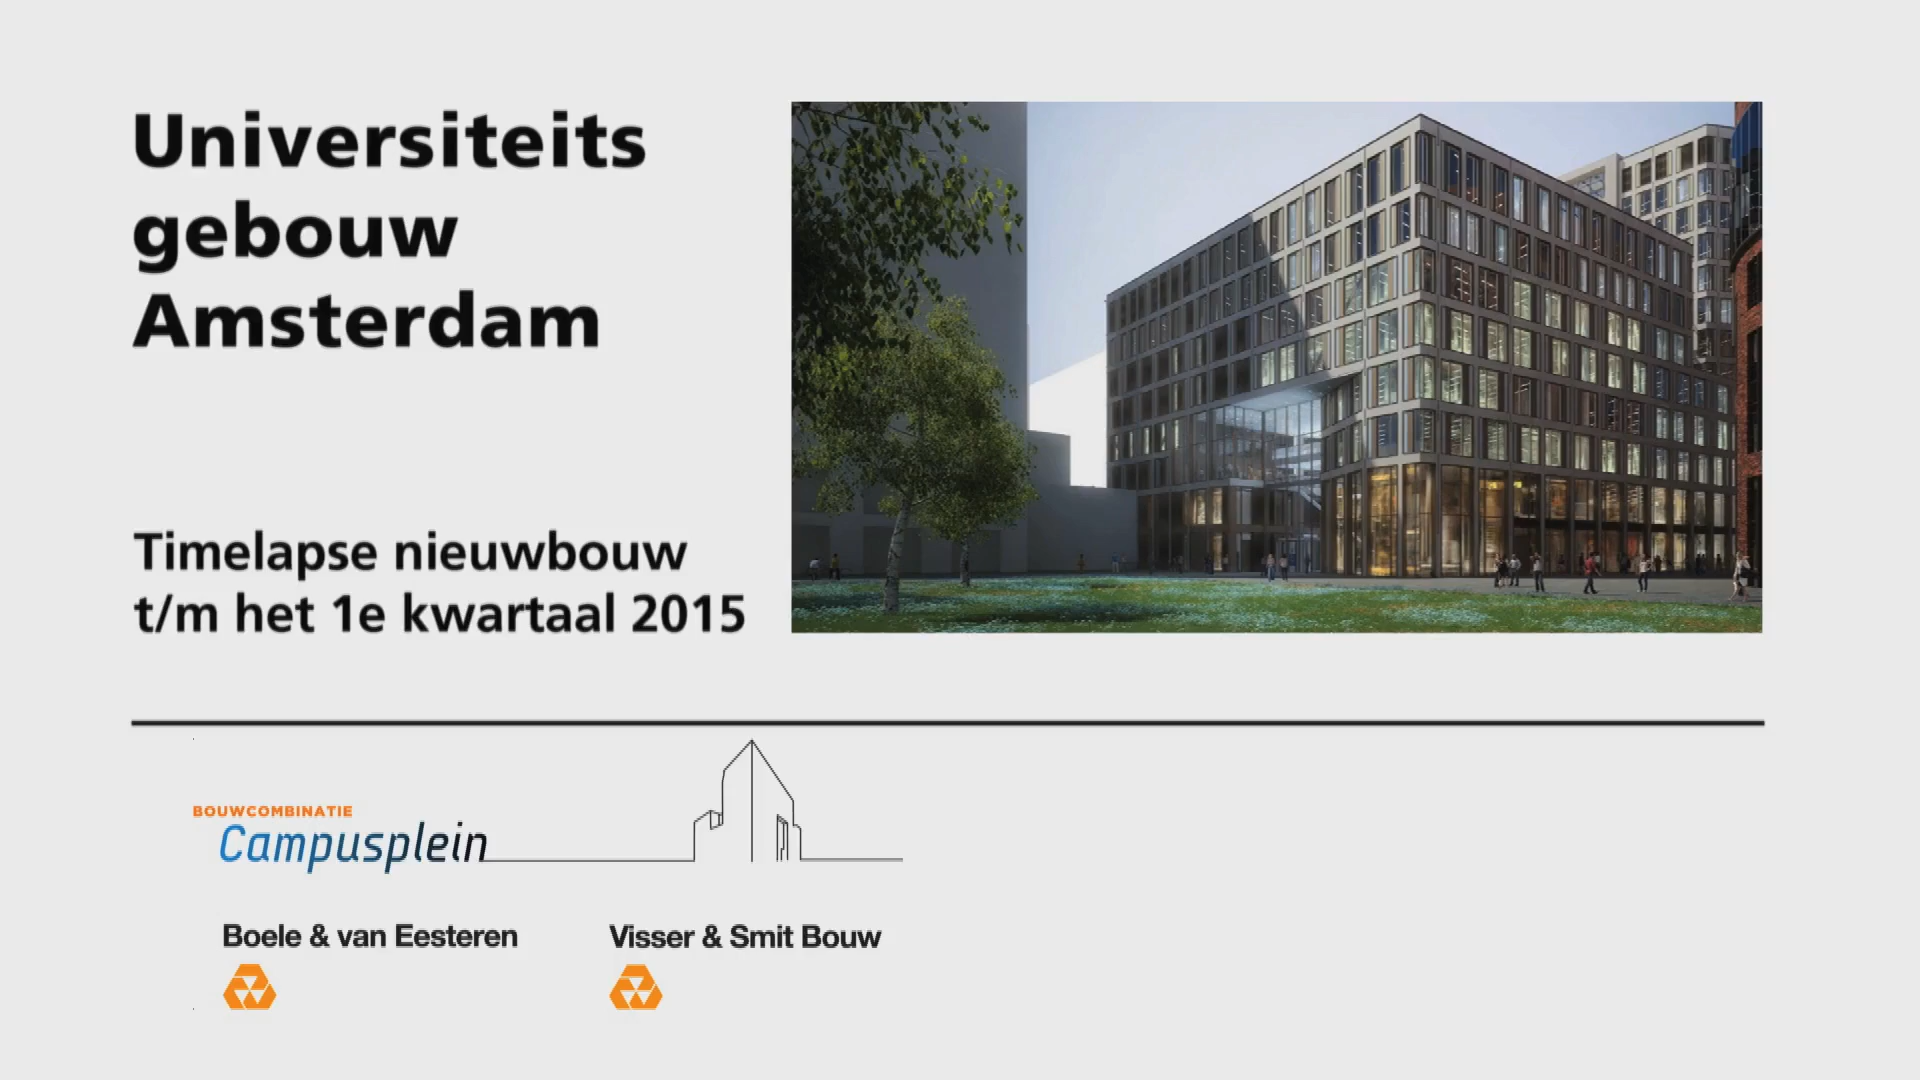 Universiteits
gebouw
Amsterdam
Timelapse nieuwbouw
t/m het 1e kwartaal 2015
BOUWCOMBINATIE
Campusplein
Boele & van Eesteren
Visser & Smit Bouw